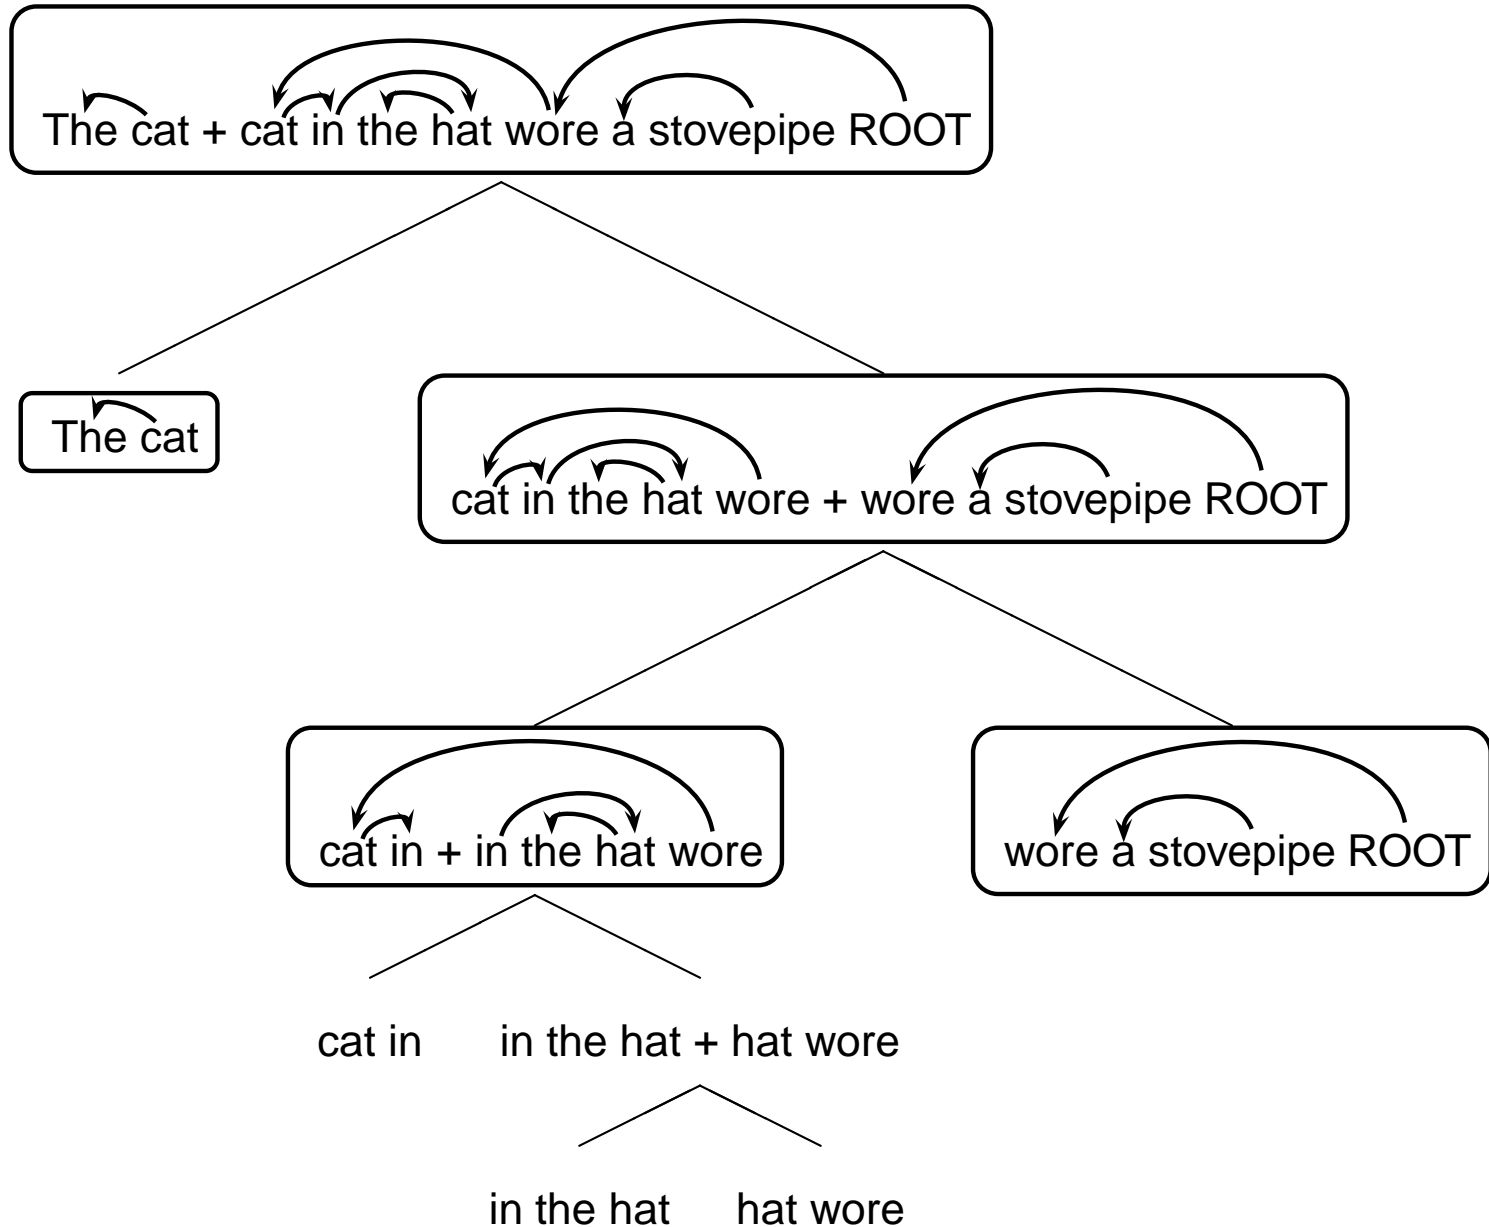 The cat + cat in the hat wore a stovepipe ROOT
The cat
cat in the hat wore + wore a stovepipe ROOT
cat in + in the hat wore
wore a stovepipe ROOT
cat in
in the hat + hat wore
in the hat
hat wore